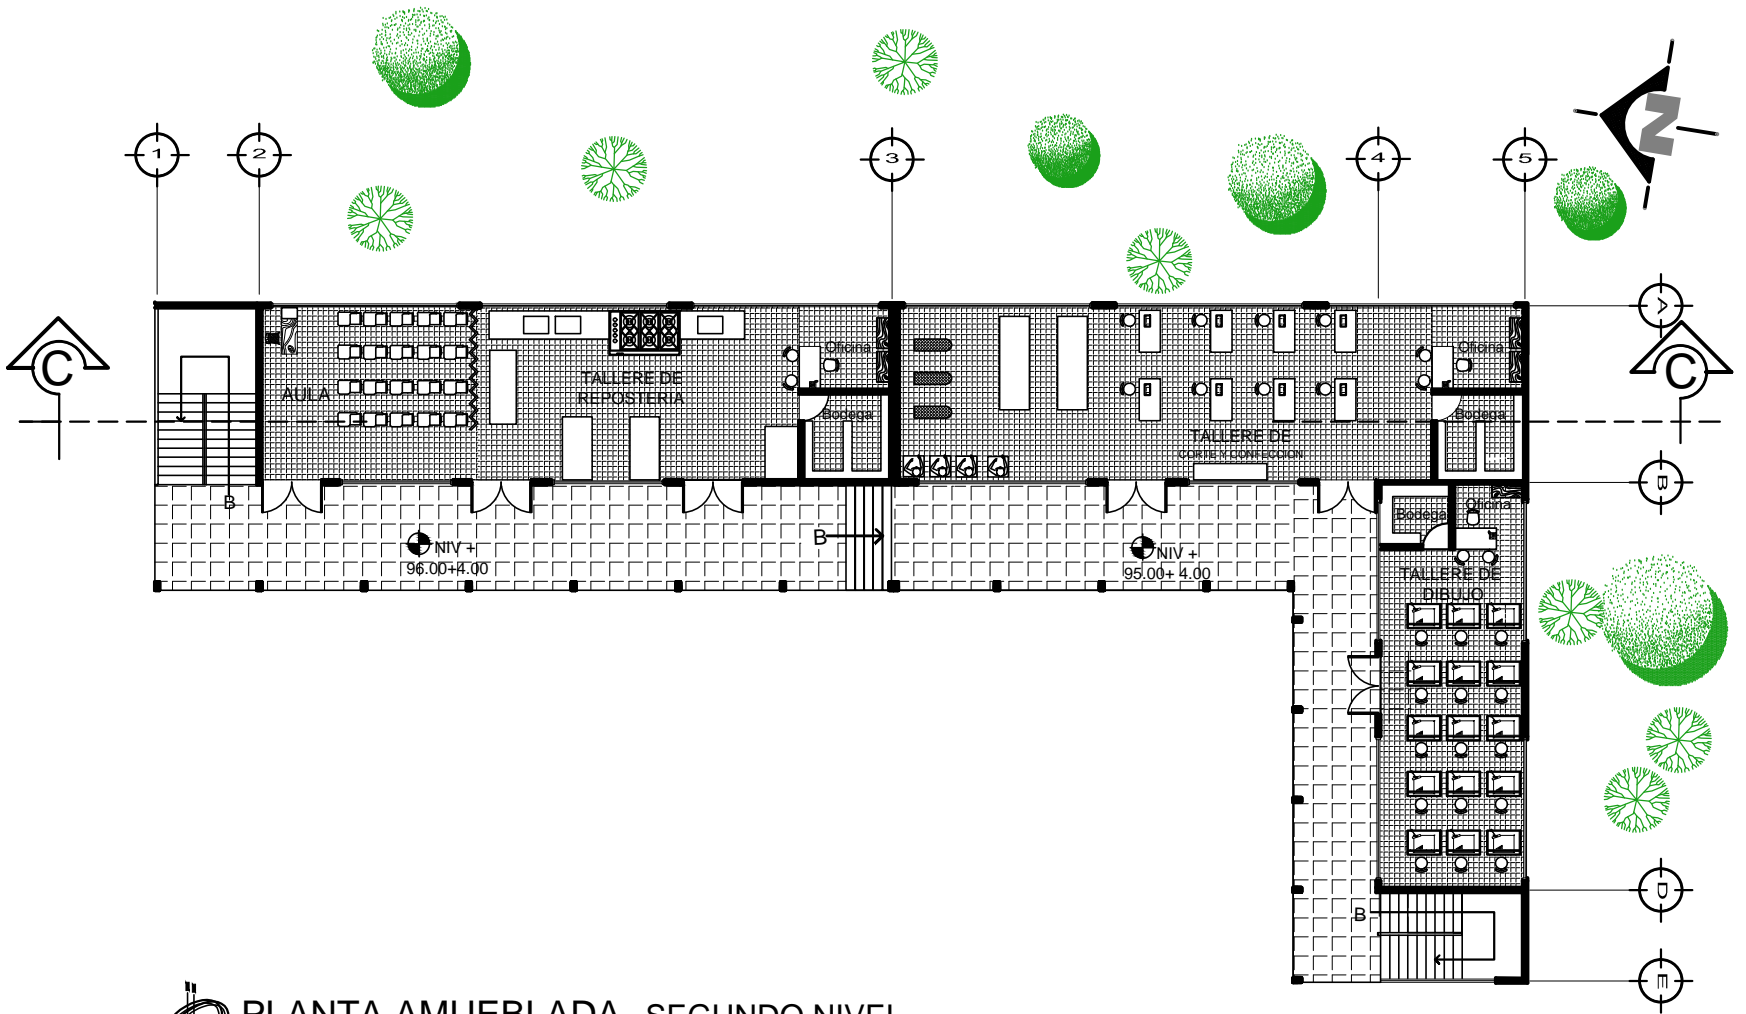 N
1
2
3
4
5
A
C
C
Oficina
Oficina
AULA
TALLERE DE
REPOSTERIA
Bodega
Bodega
TALLERE DE
CORTE Y CONFECCION
B
B
Bodega
Oficina
B
NIV +
96.00+4.00
NIV +
95.00+ 4.00
TALLERE DE
DIBUJO
D
B
E
PLANTA AMUEBLADA SEGUNDO NIVEL